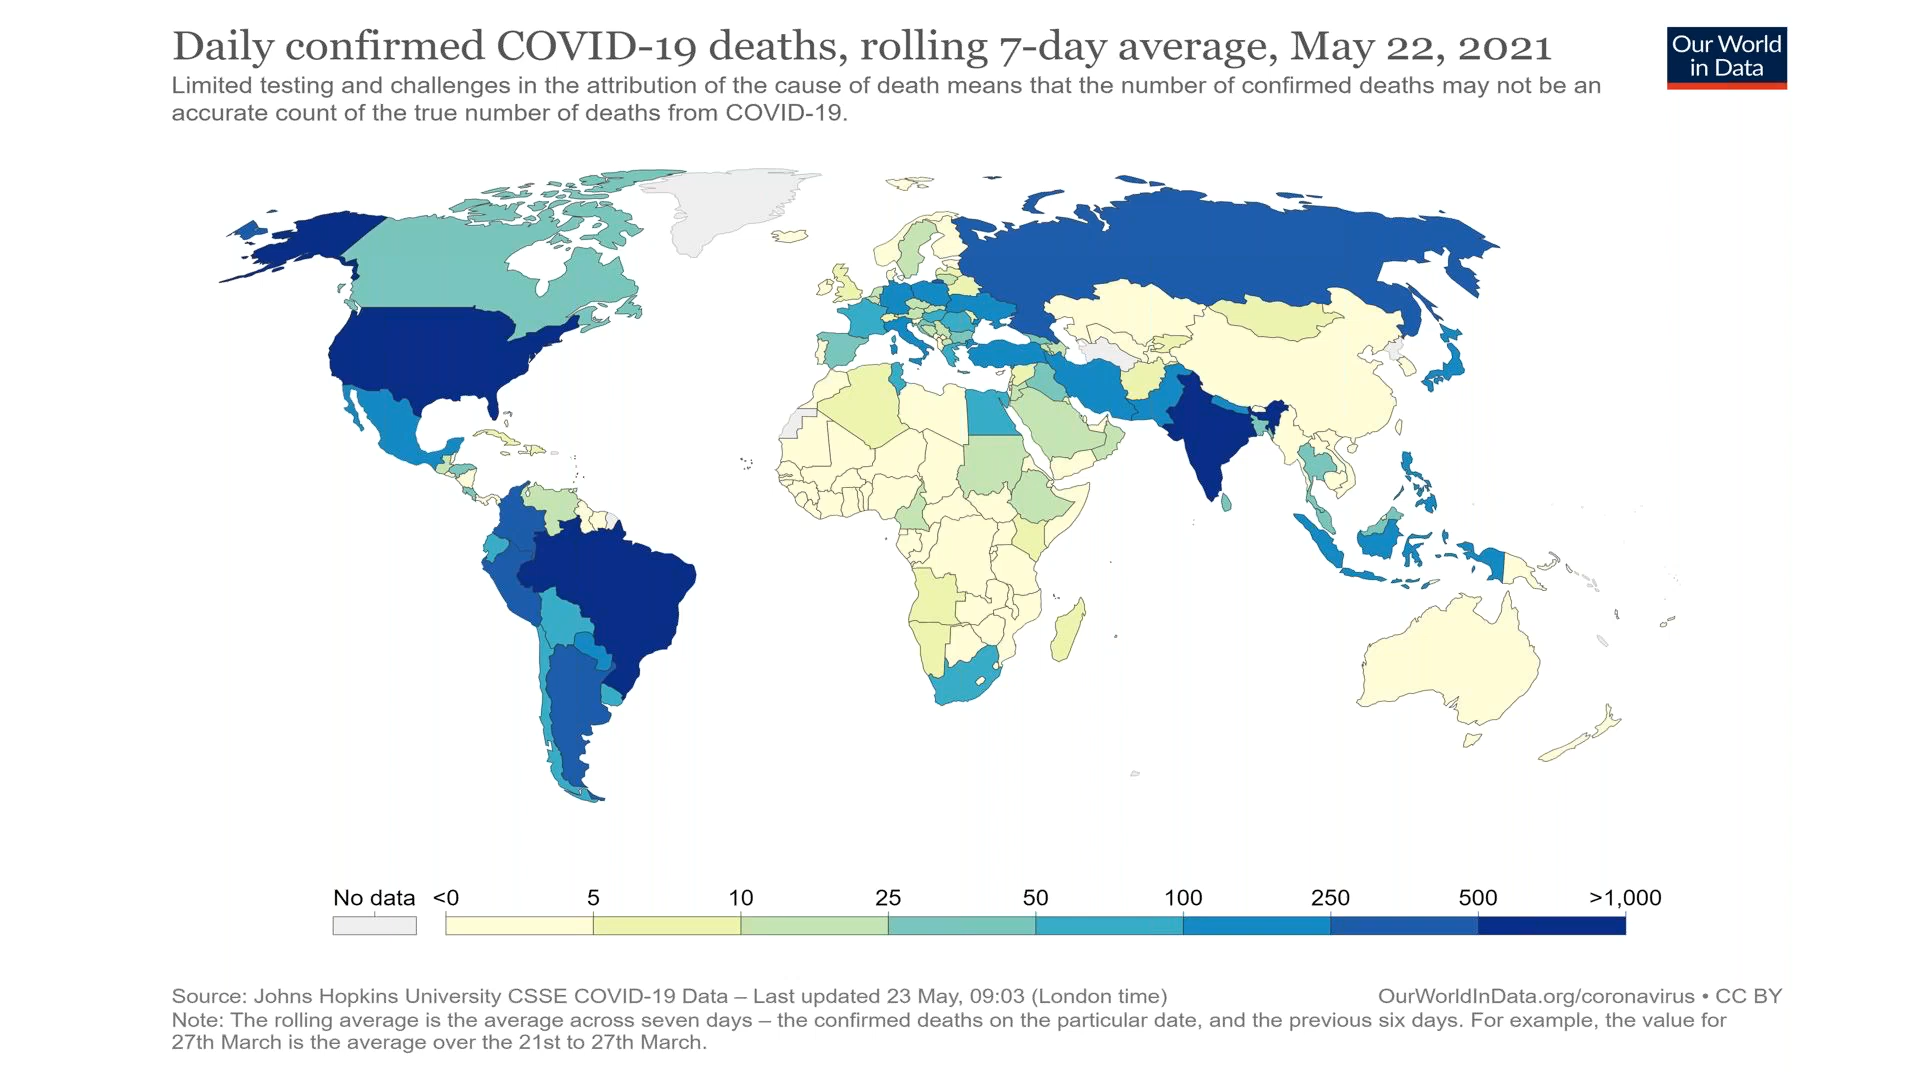 Daily confirmed COVID-19 deaths, rolling 7-day average, May 22, 2021
Our World
in Data
Limited testing and challenges in the attribution of the cause of death means that the number of confirmed deaths may not be an
accurate count of the true number of deaths from COVID-19.
No data <0 5 10 25 50 100 250 500 >1,000
Source: Johns Hopkins University CSSE COVID-19 Data – Last updated 23 May, 09:03 (London time)
OurWorldInData.org/coronavirus • CC BY
Note: The rolling average is the average across seven days – the confirmed deaths on the particular date, and the previous six days. For example, the value for
27th March is the average over the 21st to 27th March.